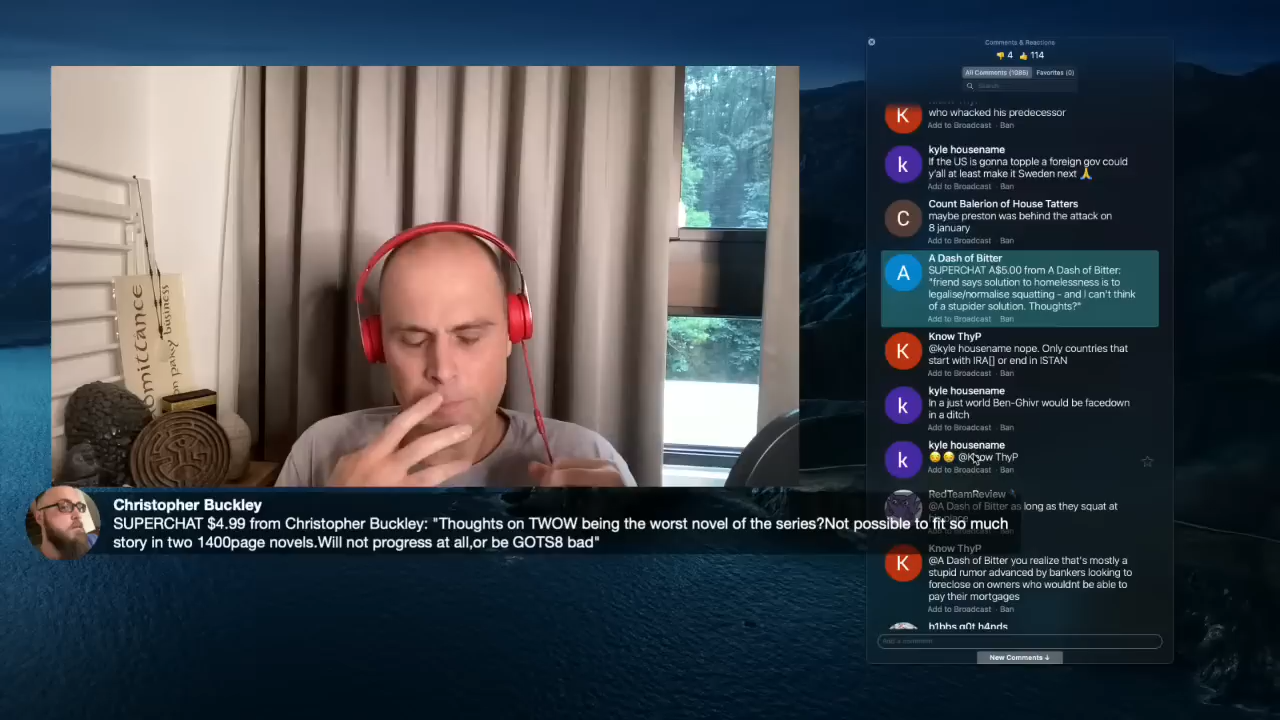 Comments & Reactions
4 114
All Comments (1086) Favorites (0)
Search
who whacked his predecessor
Add to Broadcast · Ban
kyle housename
If the US is gonna topple a foreign gov could
y'all at least make it Sweden next 🙏
Add to Broadcast · Ban
Count Balerion of House Tatters
maybe preston was behind the attack on
8 january
Add to Broadcast · Ban
A Dash of Bitter
SUPERCHAT A$5.00 from A Dash of Bitter:
"friend says solution to homelessness is to
legalise/normalise squatting - and I can't think
of a stupider solution. Thoughts?"
Add to Broadcast · Ban
Know ThyP
@kyle housename nope. Only countries that
start with IRA[] or end in ISTAN
Add to Broadcast · Ban
kyle housename
In a just world Ben-Ghivr would be facedown
in a ditch
Add to Broadcast · Ban
kyle housename
😔😔 @Know ThyP
Add to Broadcast · Ban
RedTeamReview
@A Dash of Bitter as long as they squat at
Know ThyP
@A Dash of Bitter you realize that's mostly a
stupid rumor advanced by bankers looking to
foreclose on owners who wouldnt be able to
pay their mortgages
Add to Broadcast · Ban
b1bbs g0t h4nds
Add a comment
New Comments ↓
omittance
on parky business
Christopher Buckley
SUPERCHAT $4.99 from Christopher Buckley: "Thoughts on TWOW being the worst novel of the series?Not possible to fit so much
story in two 1400page novels.Will not progress at all,or be GOTS8 bad"